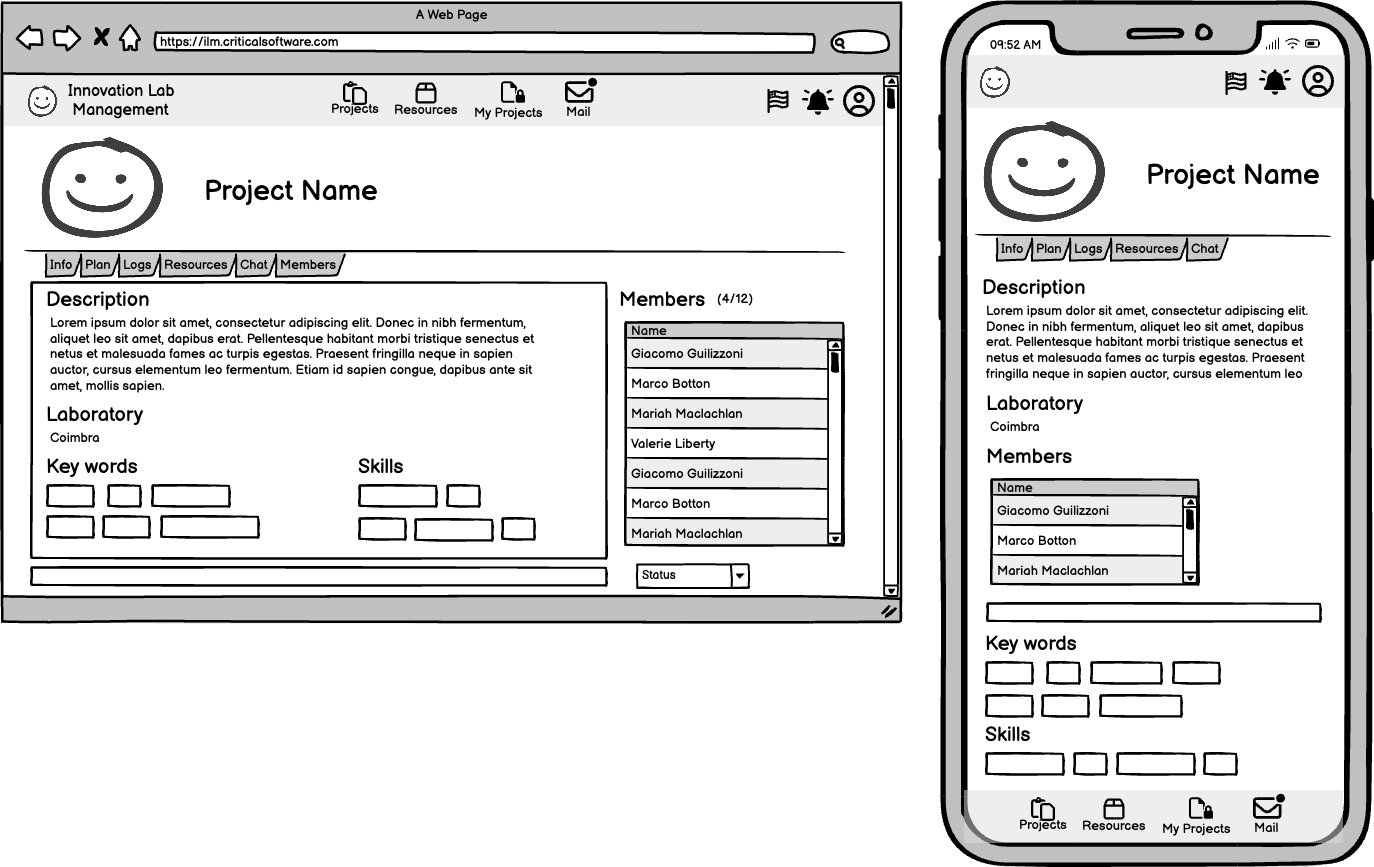 A Web Page
https://ilm.criticalsoftware.com
Innovation Lab
Management
Projects
Resources
My Projects
Mail
Project Name
Info
Plan
Logs
Resources
Chat
Members
Description
Lorem ipsum dolor sit amet, consectetur adipiscing elit. Donec in nibh fermentum,
aliquet leo sit amet, dapibus erat. Pellentesque habitant morbi tristique senectus et
netus et malesuada fames ac turpis egestas. Praesent fringilla neque in sapien
auctor, cursus elementum leo fermentum. Etiam id sapien congue, dapibus ante sit
amet, mollis sapien.
Laboratory
Coimbra
Key words
Skills
Members (4/12)
Name
Giacomo Guilizzoni
Marco Botton
Mariah Maclachlan
Valerie Liberty
Giacomo Guilizzoni
Marco Botton
Mariah Maclachlan
Status
09:52 AM
Project Name
Info
Plan
Logs
Resources
Chat
Description
Lorem ipsum dolor sit amet, consectetur adipiscing elit.
Donec in nibh fermentum, aliquet leo sit amet, dapibus
erat. Pellentesque habitant morbi tristique senectus et
netus et malesuada fames ac turpis egestas. Praesent
fringilla neque in sapien auctor, cursus elementum leo
Laboratory
Coimbra
Members
Name
Giacomo Guilizzoni
Marco Botton
Mariah Maclachlan
Key words
Skills
Projects
Resources
My Projects
Mail